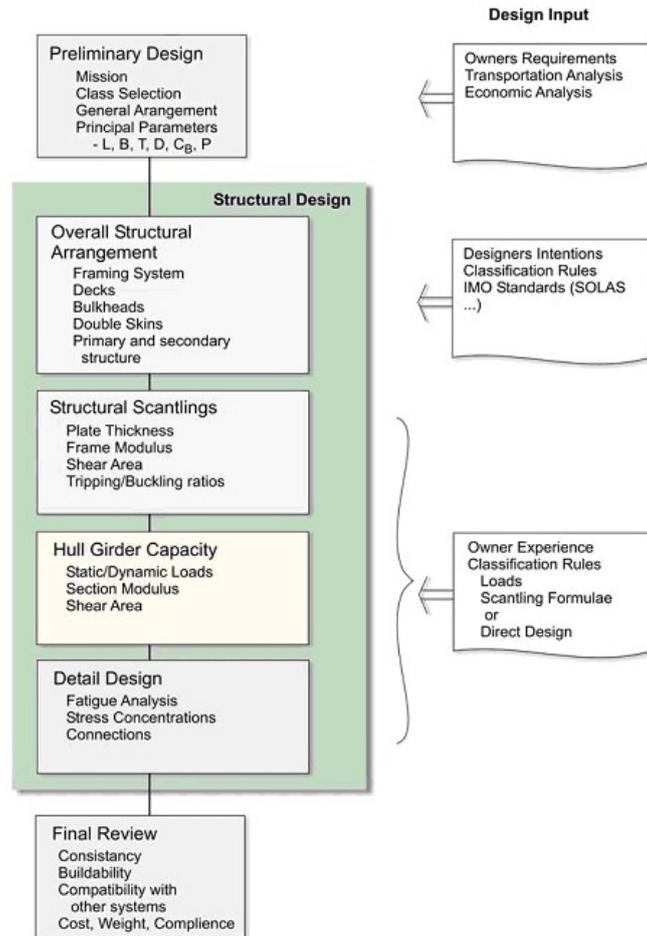 Design Input
Preliminary Design
Mission
Class Selection
General Arangement
Principal Parameters
- L, B, T, D, C_B, P
Owners Requirements
Transportation Analysis
Economic Analysis
Structural Design
Overall Structural
Arrangement
Framing System
Decks
Bulkheads
Double Skins
Primary and secondary
structure
Designers Intentions
Classification Rules
IMO Standards (SOLAS
...)
Structural Scantlings
Plate Thickness
Frame Modulus
Shear Area
Tripping/Buckling ratios
Hull Girder Capacity
Static/Dynamic Loads
Section Modulus
Shear Area
Owner Experience
Classification Rules
Loads
Scantling Formulae
or
Direct Design
Detail Design
Fatigue Analysis
Stress Concentrations
Connections
Final Review
Consistancy
Buildability
Compatibility with
other systems
Cost, Weight, Complience